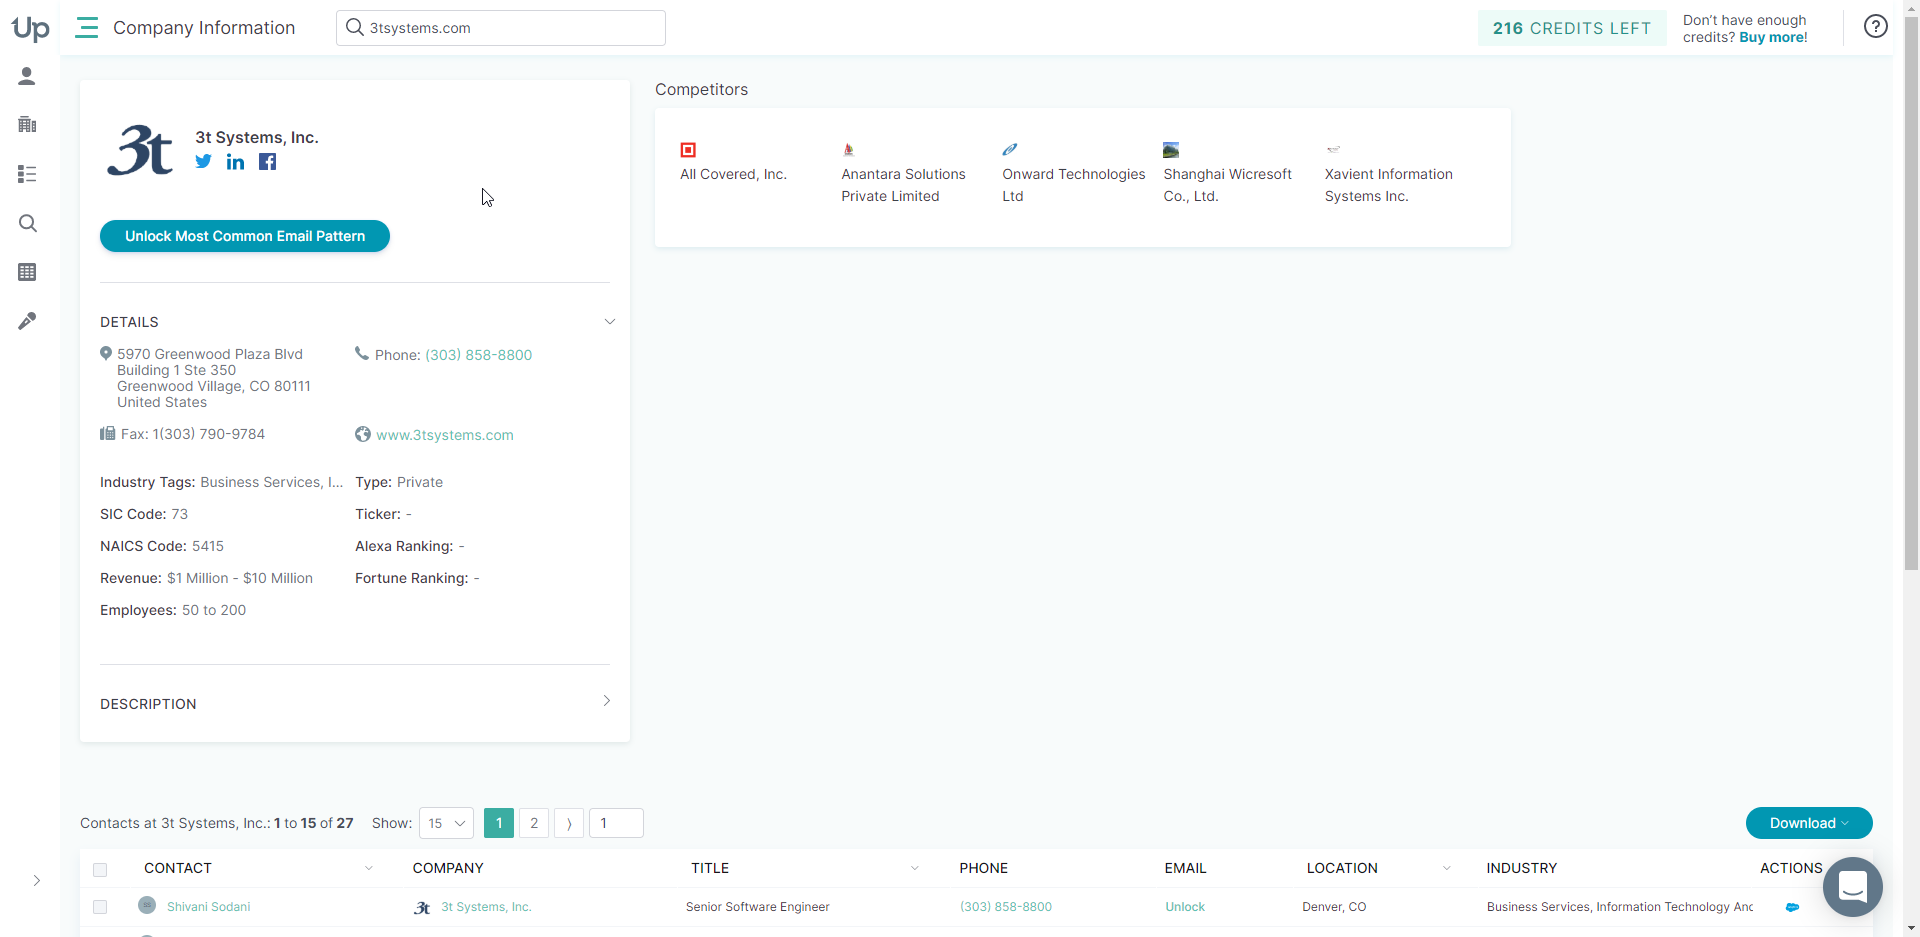 Up
Company Information
3tsystems.com
216 CREDITS LEFT
Don't have enough
credits? Buy more!
3t
3t Systems, Inc.
Unlock Most Common Email Pattern
DETAILS
5970 Greenwood Plaza Blvd
Building 1 Ste 350
Greenwood Village, CO 80111
United States
Phone: (303) 858-8800
Fax: 1(303) 790-9784
www.3tsystems.com
Industry Tags: Business Services, I...
Type: Private
SIC Code: 73
Ticker: -
NAICS Code: 5415
Alexa Ranking: -
Revenue: $1 Million - $10 Million
Fortune Ranking: -
Employees: 50 to 200
DESCRIPTION
Competitors
All Covered, Inc.
Anantara Solutions
Private Limited
Onward Technologies
Ltd
Shanghai Wicresoft
Co., Ltd.
Xavient Information
Systems Inc.
Contacts at 3t Systems, Inc.: 1 to 15 of 27
Show: 15
1 2 ⟩ 1
Download
CONTACT COMPANY TITLE PHONE EMAIL LOCATION INDUSTRY ACTIONS
SS Shivani Sodani 3t 3t Systems, Inc. Senior Software Engineer (303) 858-8800 Unlock Denver, CO Business Services, Information Technology Anc